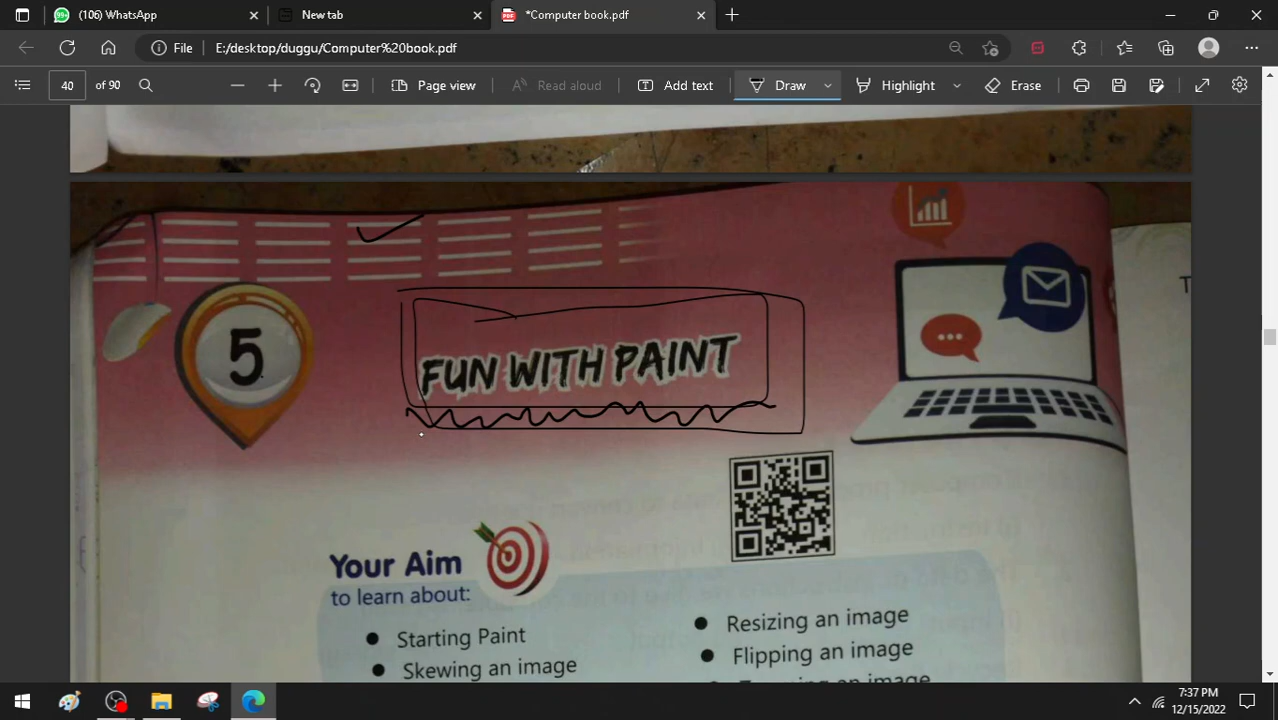 (106) WhatsApp
New tab
*Computer book.pdf
File
E:/desktop/duggu/Computer%20book.pdf
40 of 90
Page view
Read aloud
Add text
Draw
Highlight
Erase
5
FUN WITH PAINT
Your Aim
to learn about:
Starting Paint
Skewing an image
Resizing an image
Flipping an image
7:37 PM
12/15/2022